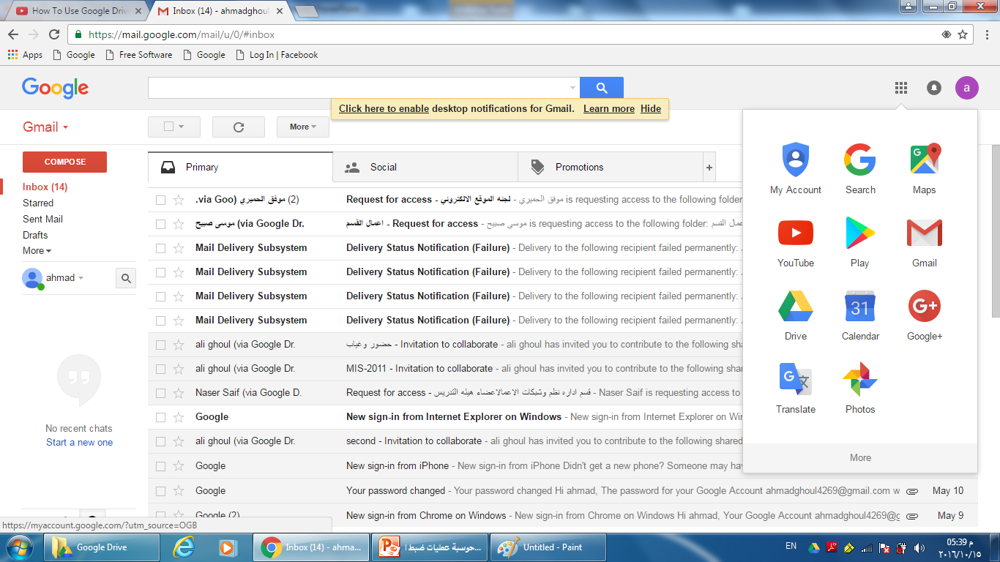 How To Use Google Driv
Inbox (14) - ahmadghoul
https://mail.google.com/mail/u/0/#inbox
Apps Google Free Software Google Log In | Facebook
Google
a
Click here to enable desktop notifications for Gmail. Learn more Hide
Gmail
More
COMPOSE
Inbox (14)
Starred
Sent Mail
Drafts
More
ahmad
No recent chats
Start a new one
Primary Social Promotions +
موفق الحميري (via Goo. (2) Request for access - لجنه الموقع الالكتروني - موفق الحميري is requesting access to the following folder
موسى صبيح (via Google Dr. Request for access - اعمال القسم - موسى صبيح is requesting access to the following folder: اعمال القسم
Mail Delivery Subsystem Delivery Status Notification (Failure) - Delivery to the following recipient failed permanently:
Mail Delivery Subsystem Delivery Status Notification (Failure) - Delivery to the following recipient failed permanently:
Mail Delivery Subsystem Delivery Status Notification (Failure) - Delivery to the following recipient failed permanently:
Mail Delivery Subsystem Delivery Status Notification (Failure) - Delivery to the following recipient failed permanently:
ali ghoul (via Google Dr. حضور وغياب - Invitation to collaborate - ali ghoul has invited you to contribute to the following sha
ali ghoul (via Google Dr. MIS-2011 - Invitation to collaborate - ali ghoul has invited you to contribute to the following shar
Naser Saif (via Google D. Request for access - قسم اداره نظم وشبكات الاعمالاعضاء هيئه التدريس - Naser Saif is requesting access to
Google New sign-in from Internet Explorer on Windows - New sign-in from Internet Explorer on Win
ali ghoul (via Google Dr. second - Invitation to collaborate - ali ghoul has invited you to contribute to the following shared
Google New sign-in from iPhone - New sign-in from iPhone Didn't get a new phone? Someone may hav
Google Your password changed - Your password changed Hi ahmad, The password for your Google Account ahmadghoul4269@gmail.com w May 10
Google (2) New sign-in from Chrome on Windows - New sign-in from Chrome on Windows Hi ahmad, Your Google Account ahmadghoul4269@g May 9
My Account Search Maps
YouTube Play Gmail
31
Drive Calendar Google+
Translate Photos
More
https://myaccount.google.com/?utm_source=OGB
Google Drive
Inbox (14) - ahma...
حوسبة عمليات ضبط ا...
Untitled - Paint
EN
05:39 م
٢٠١٦/١٠/١٥